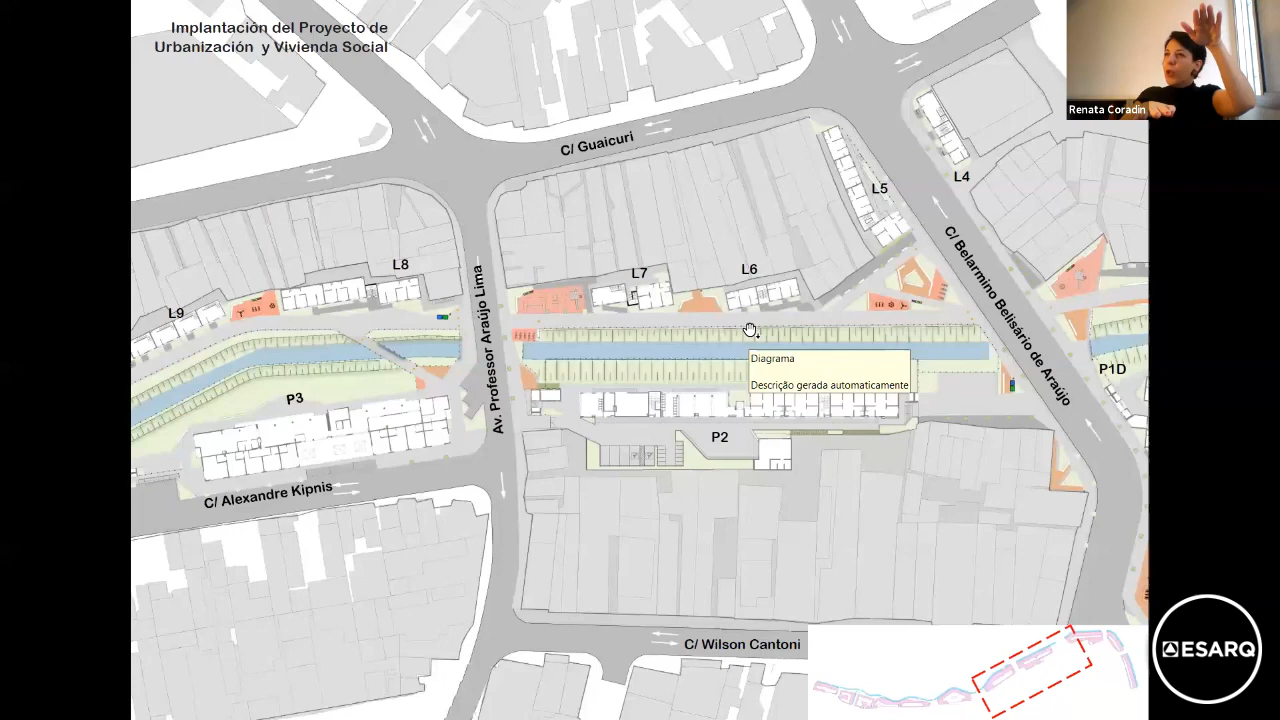 Implantación del Proyecto de
Urbanización y Vivienda Social
Renata Coradin
C/ Guaicuri
L4
L5
C/ Belarmino Belisário de Araújo
L8
L7
L6
L9
Av. Professor Araújo Lima
Diagrama
Descrição gerada automaticamente
P1D
P3
P2
C/ Alexandre Kipnis
C/ Wilson Cantoni
ESARQ